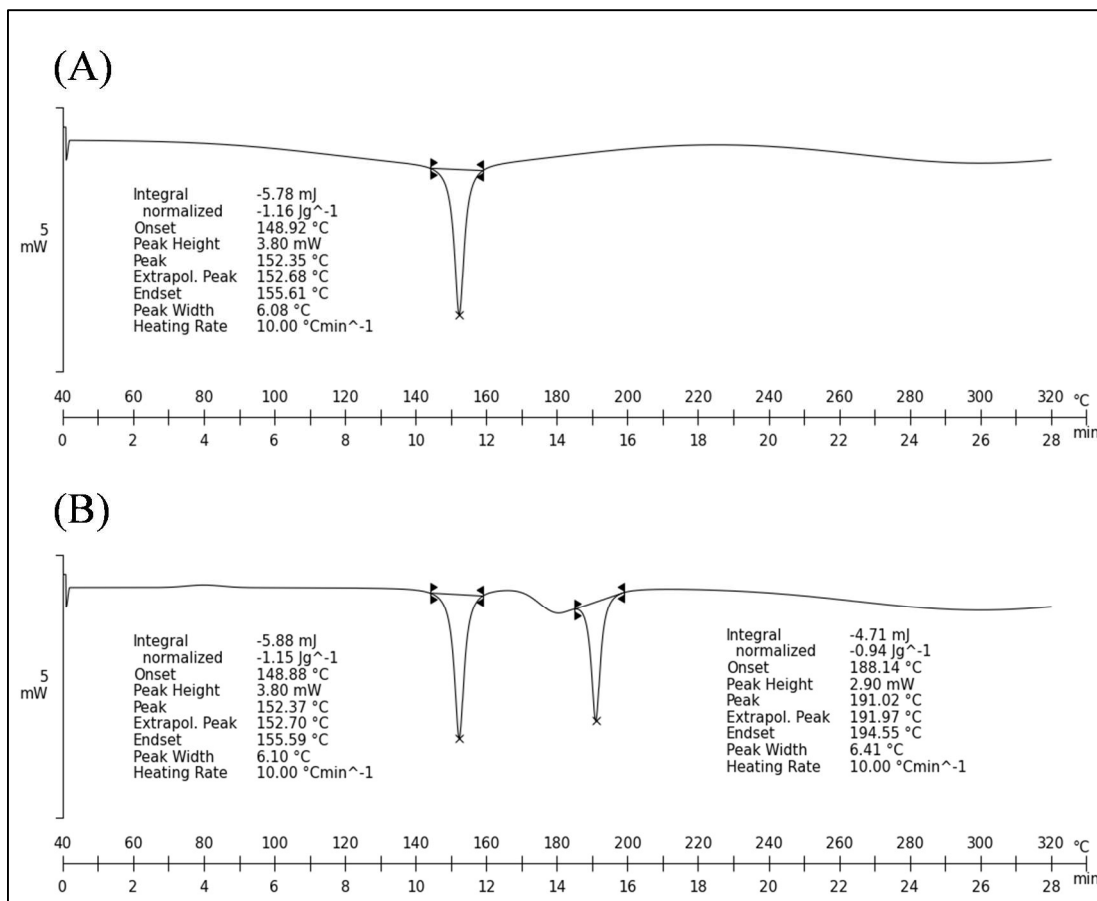 (A)
Integral -5.78 mJ
normalized -1.16 Jg^-1
Onset 148.92 °C
Peak Height 3.80 mW
Peak 152.35 °C
Extrapol. Peak 152.68 °C
Endset 155.61 °C
Peak Width 6.08 °C
Heating Rate 10.00 °Cmin^-1
5
mW
40 60 80 100 120 140 160 180 200 220 240 260 280 300 320 °C
0 2 4 6 8 10 12 14 16 18 20 22 24 26 28 min
(B)
Integral -5.88 mJ
normalized -1.15 Jg^-1
Onset 148.88 °C
Peak Height 3.80 mW
Peak 152.37 °C
Extrapol. Peak 152.70 °C
Endset 155.59 °C
Peak Width 6.10 °C
Heating Rate 10.00 °Cmin^-1
Integral -4.71 mJ
normalized -0.94 Jg^-1
Onset 188.14 °C
Peak Height 2.90 mW
Peak 191.02 °C
Extrapol. Peak 191.97 °C
Endset 194.55 °C
Peak Width 6.41 °C
Heating Rate 10.00 °Cmin^-1
5
mW
40 60 80 100 120 140 160 180 200 220 240 260 280 300 320 °C
0 2 4 6 8 10 12 14 16 18 20 22 24 26 28 min